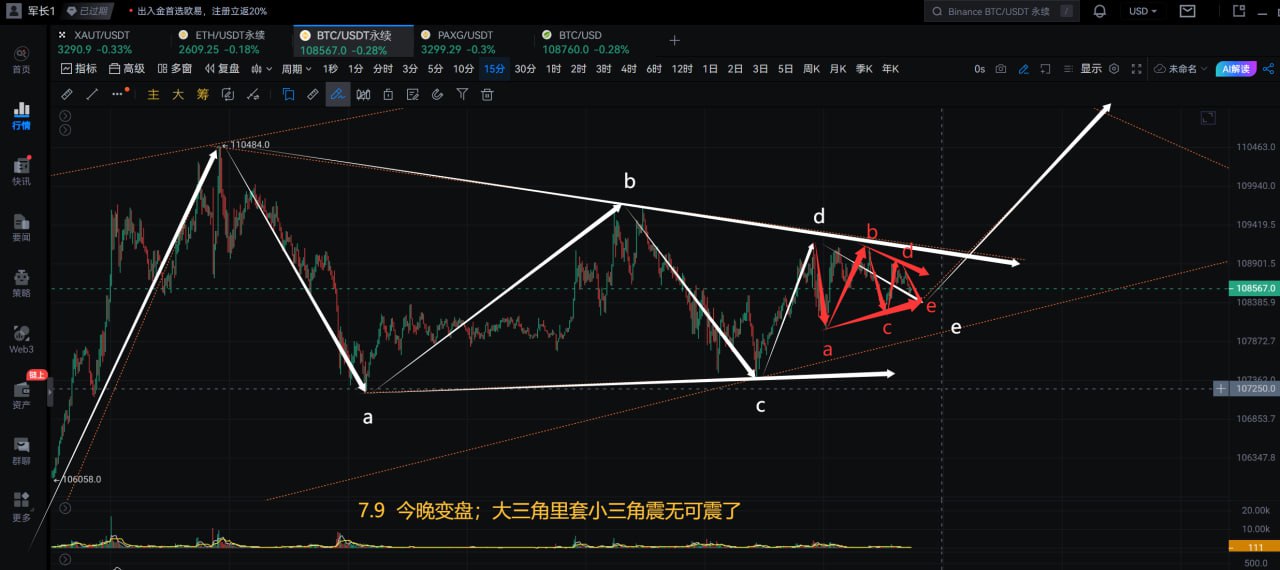 军长1 已过期 出入金首选欧易，注册立返20% Binance BTC/USDT 永续 / USD
XAUT/USDT ETH/USDT永续 BTC/USDT永续 PAXG/USDT BTC/USD
3290.9 -0.33% 2609.25 -0.18% 108567.0 -0.28% 3299.29 -0.3% 108760.0 -0.28%
指标 高级 多窗 复盘 周期 1秒 1分 分时 3分 5分 10分 15分 30分 1时 2时 3时 4时 6时 12时 1日 2日 3日 5日 周K 月K 季K 年K 0s 显示 未命名 AI解读
主 大 筹
首页
行情
快讯
要闻
策略
Web3
链上
资产
群聊
更多
110484.0
110463.0
b
109940.0
d
109419.5
b
d
108901.5
108567.0
e
108385.9
c
e
a
107872.7
107362.0
107250.0
a
c
106853.7
106347.8
106058.0
7.9 今晚变盘；大三角里套小三角震无可震了
20.00k
10.00k
111
500.0